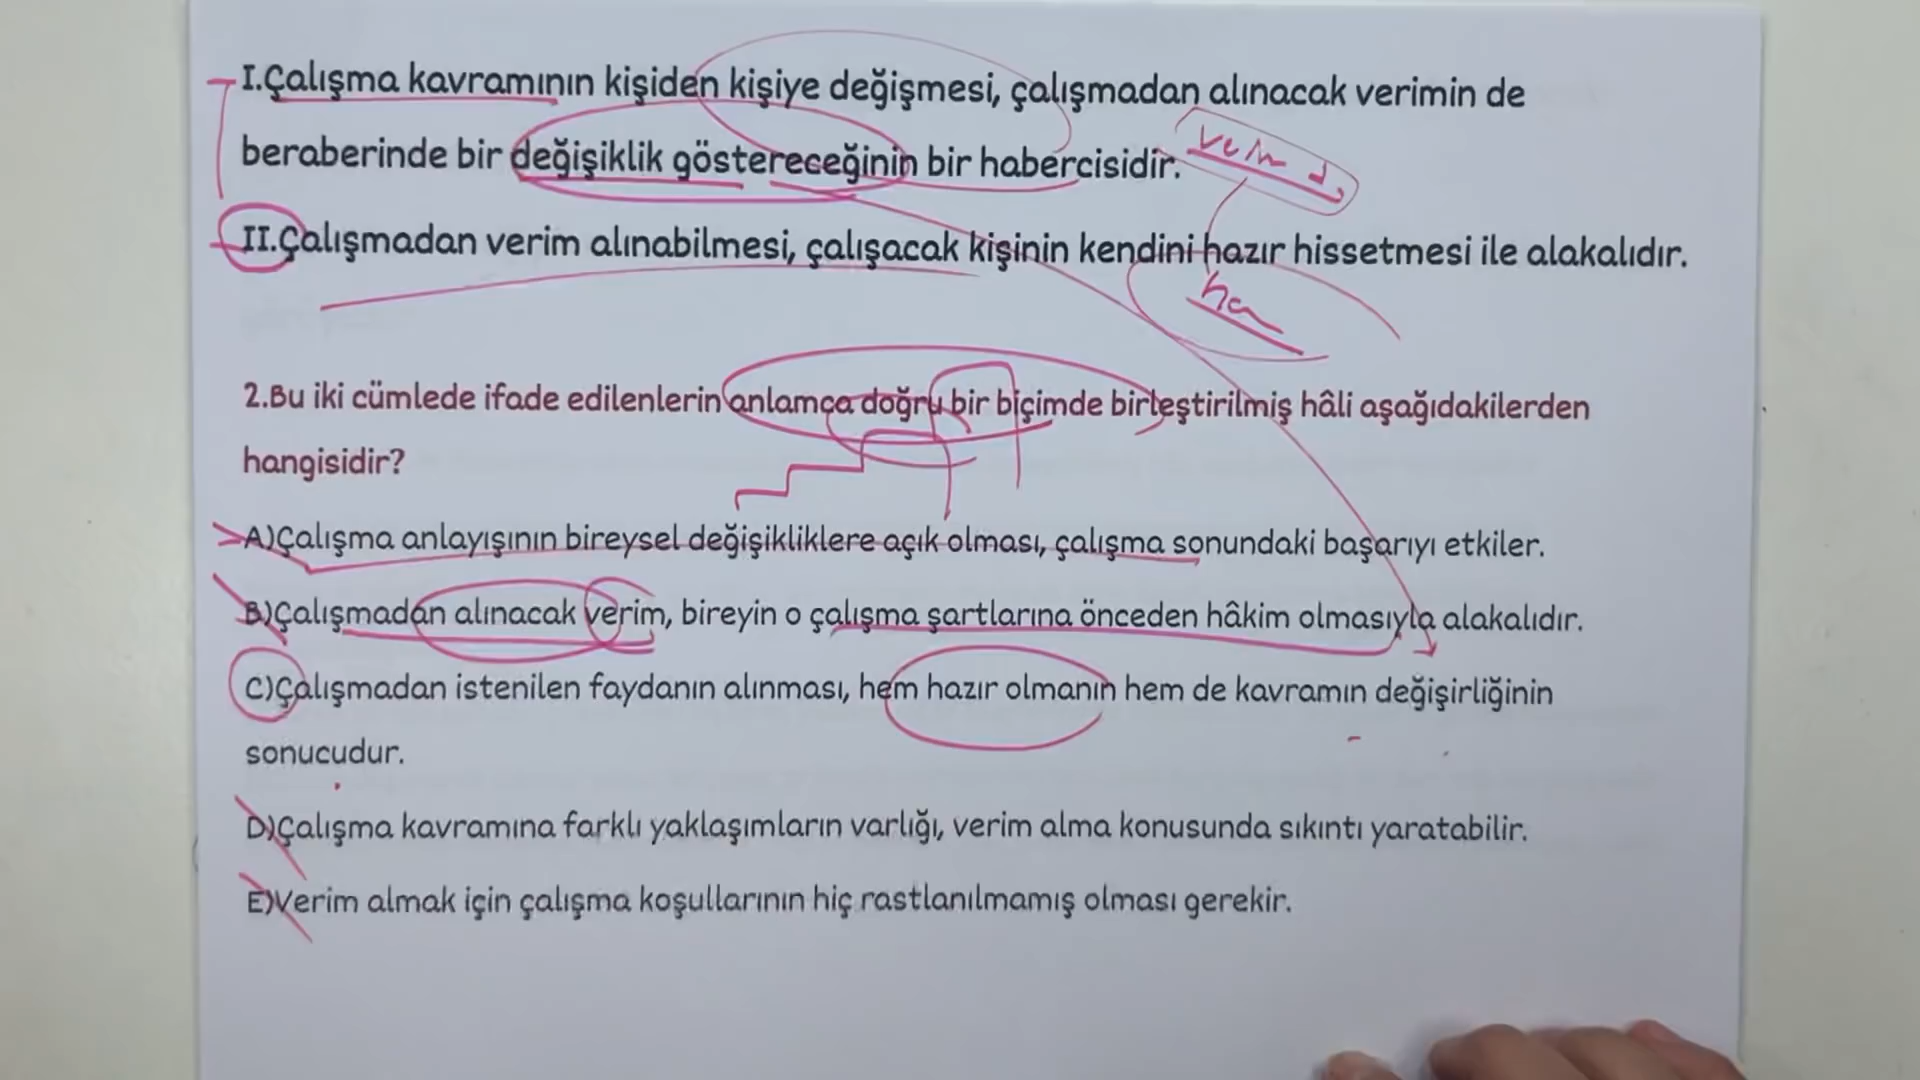 I.Çalışma kavramının kişiden kişiye değişmesi, çalışmadan alınacak verimin de
beraberinde bir değişiklik göstereceğinin bir habercisidir.
II.Çalışmadan verim alınabilmesi, çalışacak kişinin kendini hazır hissetmesi ile alakalıdır.
2.Bu iki cümlede ifade edilenlerin anlamca doğru bir biçimde birleştirilmiş hâli aşağıdakilerden
hangisidir?
A)Çalışma anlayışının bireysel değişikliklere açık olması, çalışma sonundaki başarıyı etkiler.
B)Çalışmadan alınacak verim, bireyin o çalışma şartlarına önceden hâkim olmasıyla alakalıdır.
C)Çalışmadan istenilen faydanın alınması, hem hazır olmanın hem de kavramın değişirliğinin
sonucudur.
D)Çalışma kavramına farklı yaklaşımların varlığı, verim alma konusunda sıkıntı yaratabilir.
E)Verim almak için çalışma koşullarının hiç rastlanılmamış olması gerekir.